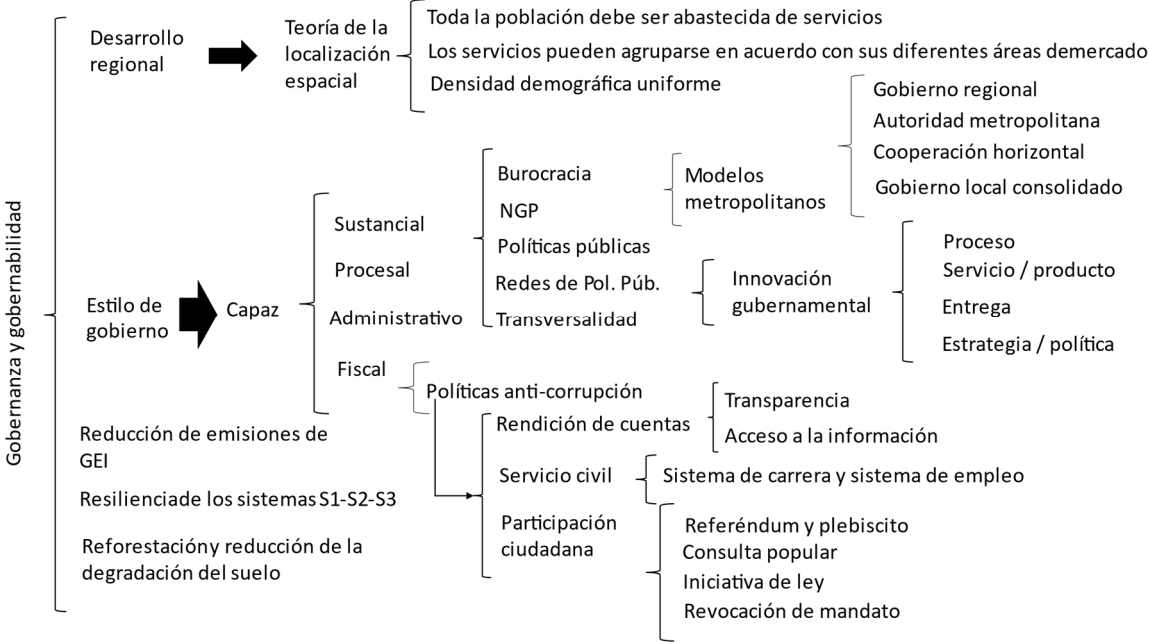 Gobernanza y gobernabilidad
Desarrollo
regional
Teoría de la
localización
espacial
Toda la población debe ser abastecida de servicios
Los servicios pueden agruparse en acuerdo con sus diferentes áreas demercado
Densidad demográfica uniforme
Estilo de
gobierno
Capaz
Sustancial
Procesal
Administrativo
Fiscal
Burocracia
NGP
Políticas públicas
Redes de Pol. Púb.
Transversalidad
Modelos
metropolitanos
Gobierno regional
Autoridad metropolitana
Cooperación horizontal
Gobierno local consolidado
Innovación
gubernamental
Proceso
Servicio / producto
Entrega
Estrategia / política
Políticas anti-corrupción
Rendición de cuentas
Transparencia
Acceso a la información
Servicio civil
Sistema de carrera y sistema de empleo
Participación
ciudadana
Referéndum y plebiscito
Consulta popular
Iniciativa de ley
Revocación de mandato
Reducción de emisiones de
GEI
Resilienciade los sistemas S1-S2-S3
Reforestacióny reducción de la
degradación del suelo